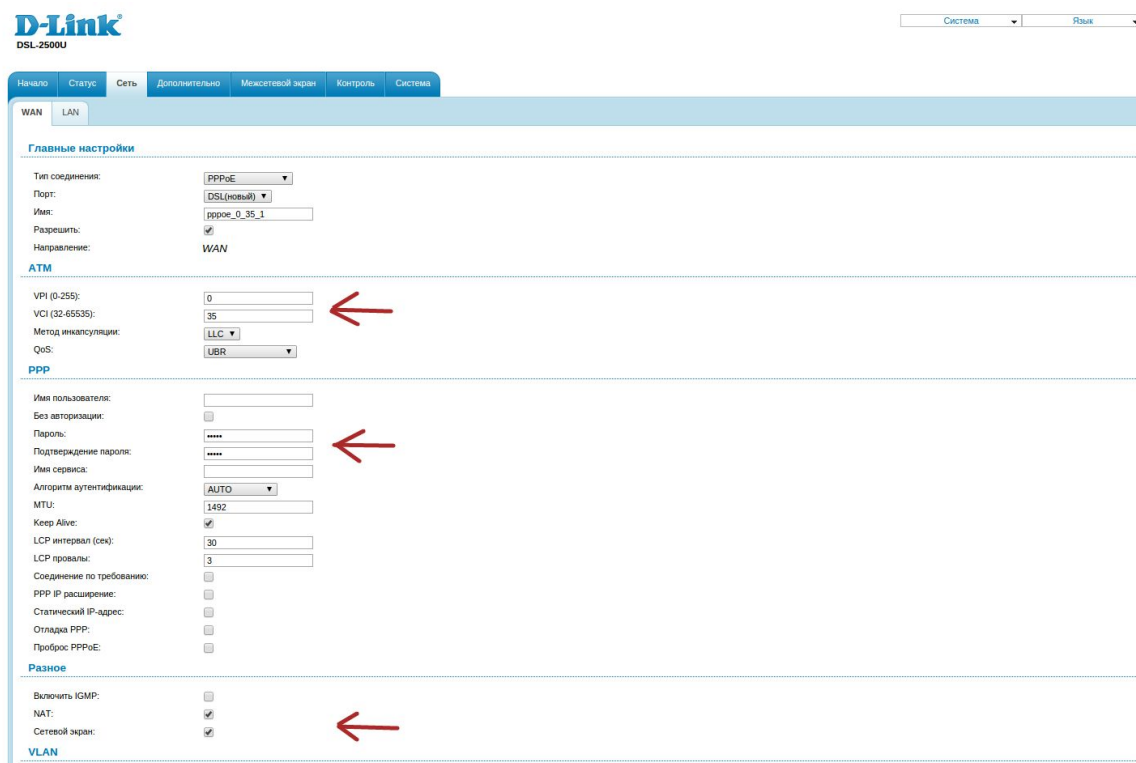 D-Link®
DSL-2500U
Система Язык
Начало Статус Сеть Дополнительно Межсетевой экран Контроль Система
WAN LAN
Главные настройки
Тип соединения: PPPoE
Порт: DSL(новый)
Имя: pppoe_0_35_1
Разрешить:
Направление: WAN
ATM
VPI (0-255): 0
VCI (32-65535): 35
Метод инкапсуляции: LLC
QoS: UBR
PPP
Имя пользователя:
Без авторизации:
Пароль: •••••
Подтверждение пароля: •••••
Имя сервиса:
Алгоритм аутентификации: AUTO
MTU: 1492
Keep Alive:
LCP интервал (сек): 30
LCP провалы: 3
Соединение по требованию:
PPP IP расширение:
Статический IP-адрес:
Отладка PPP:
Проброс PPPoE:
Разное
Включить IGMP:
NAT:
Сетевой экран:
VLAN